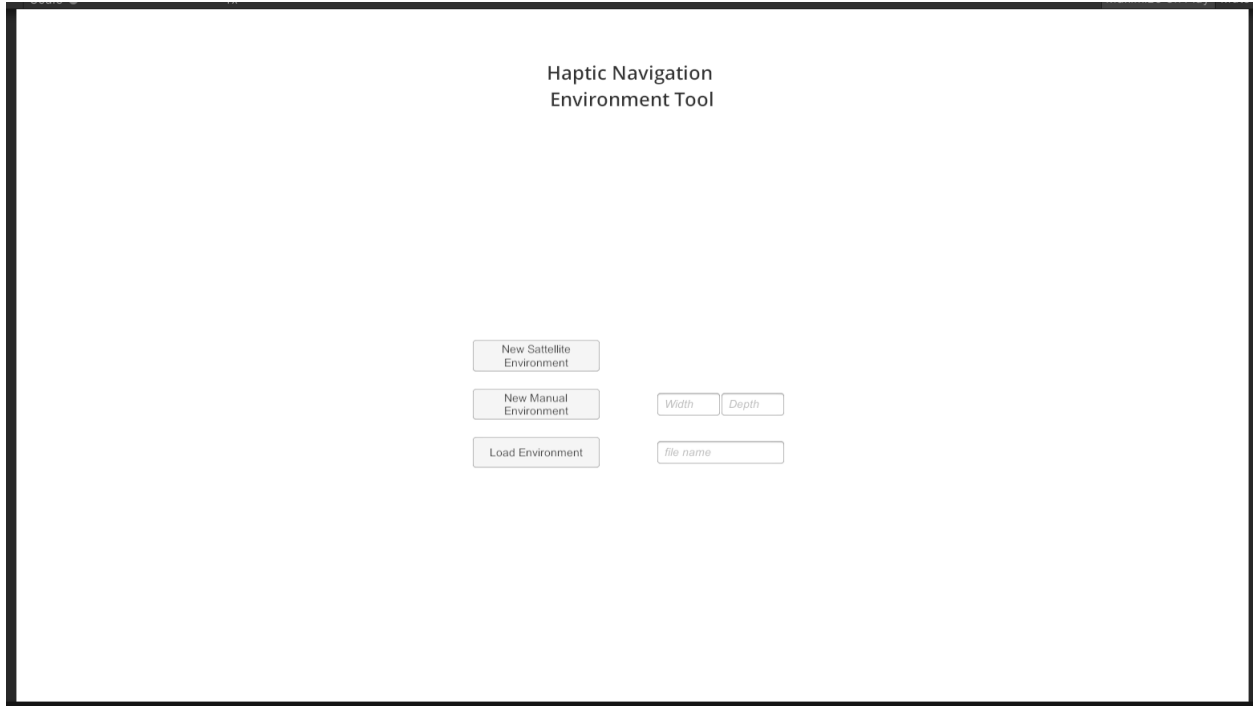 Haptic Navigation
Environment Tool
New Sattellite
Environment
New Manual
Environment
Width
Depth
Load Environment
file name